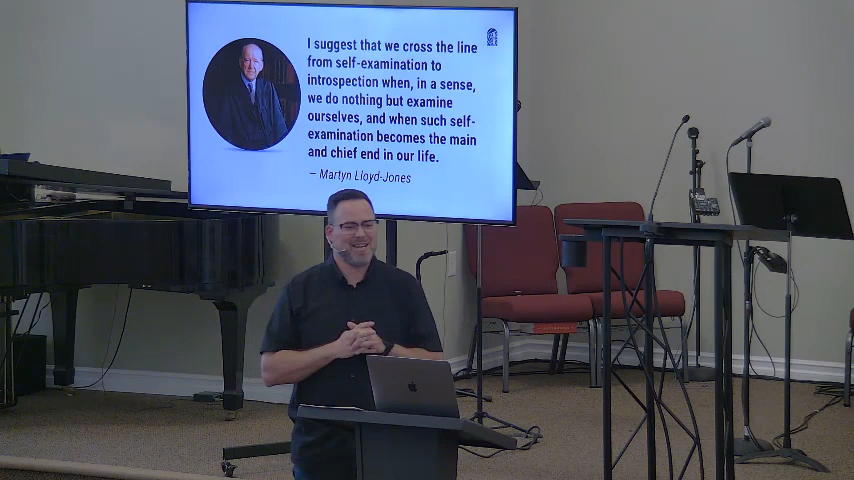 I suggest that we cross the line
from self-examination to
introspection when, in a sense,
we do nothing but examine
ourselves, and when such self-
examination becomes the main
and chief end in our life.
— Martyn Lloyd-Jones